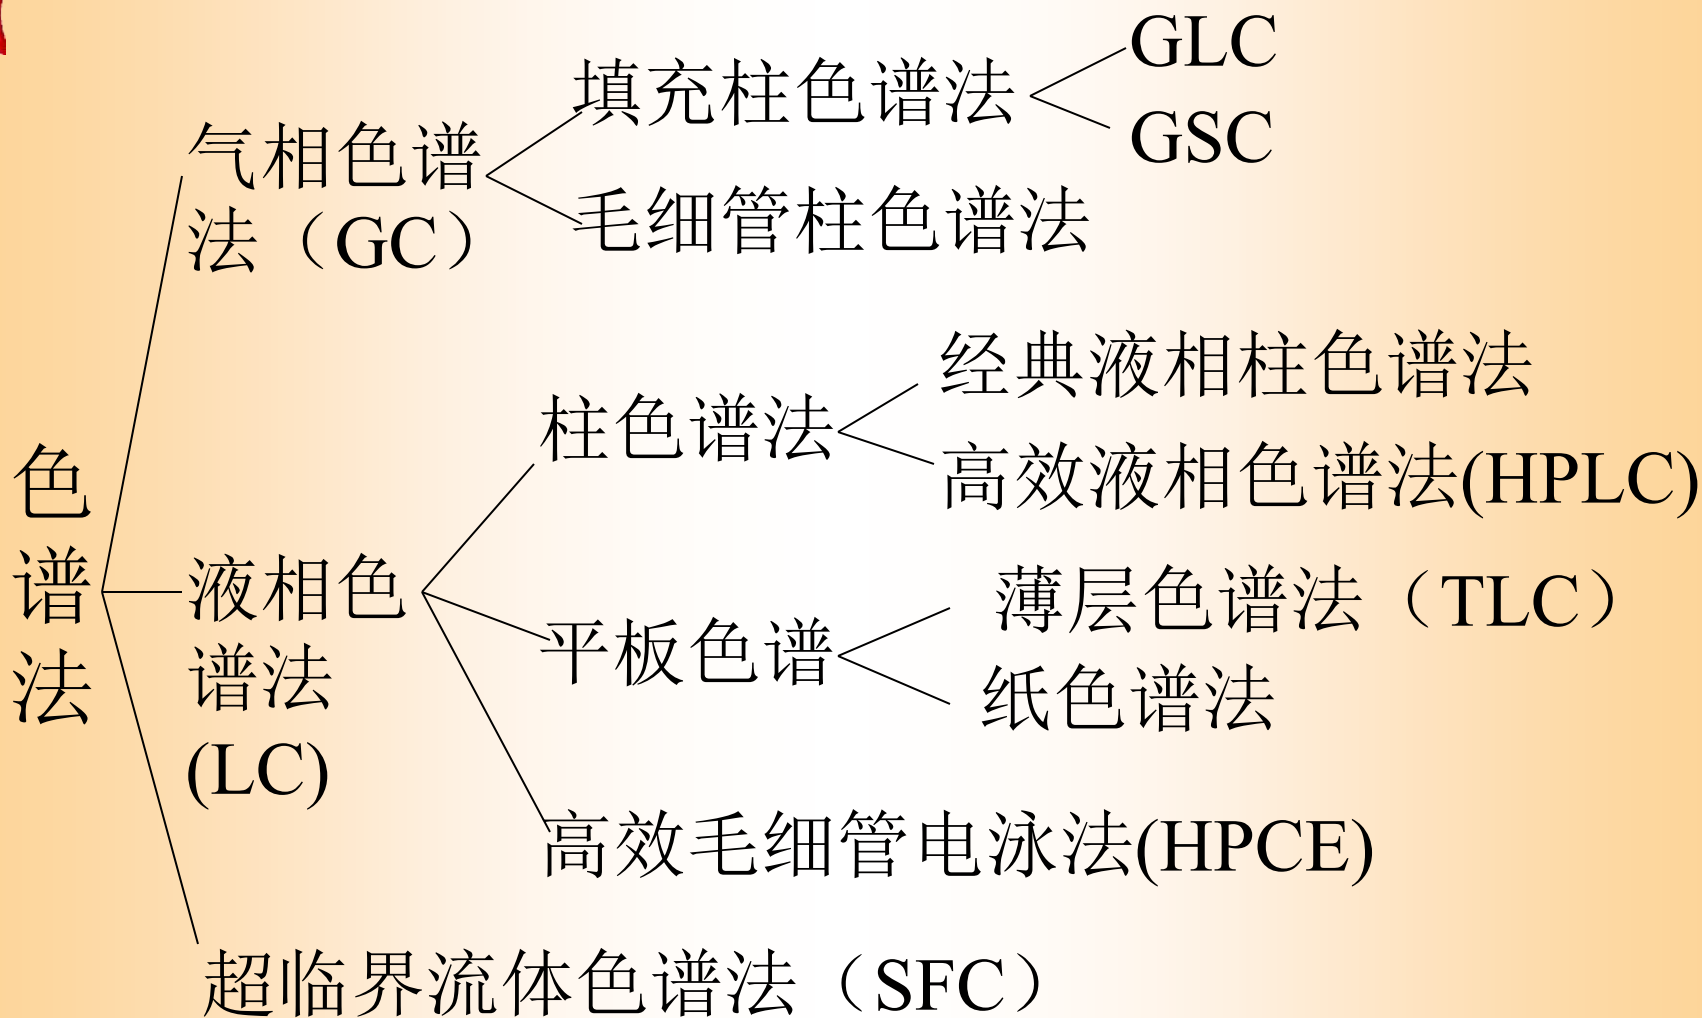 色
谱
法
气相色谱
法（GC）
填充柱色谱法
GLC
GSC
毛细管柱色谱法
液相色
谱法
(LC)
柱色谱法
经典液相柱色谱法
高效液相色谱法(HPLC)
平板色谱
薄层色谱法（TLC）
纸色谱法
高效毛细管电泳法(HPCE)
超临界流体色谱法（SFC）